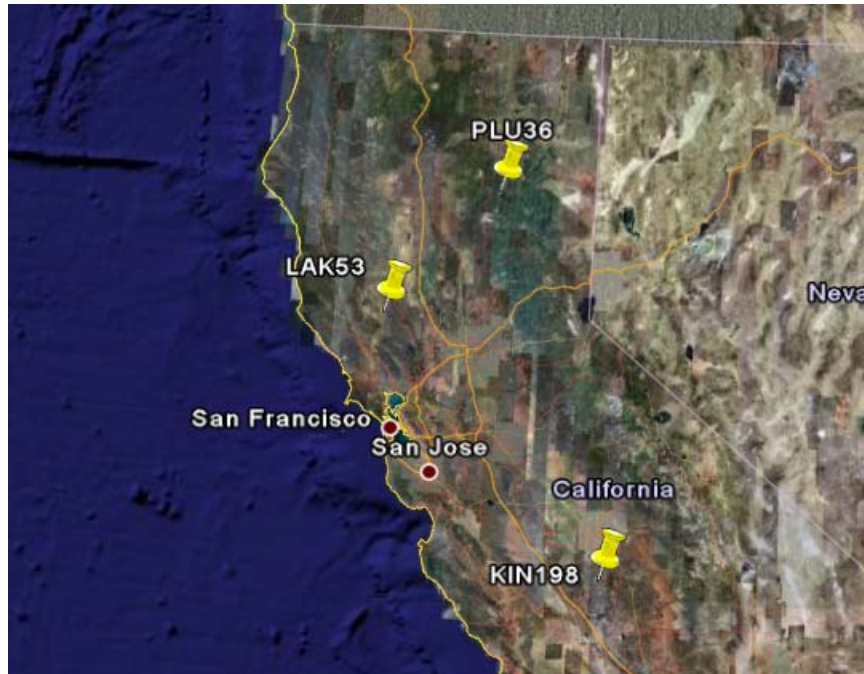 PLU36
LAK53
Neva
San Francisco
San Jose
California
KIN198